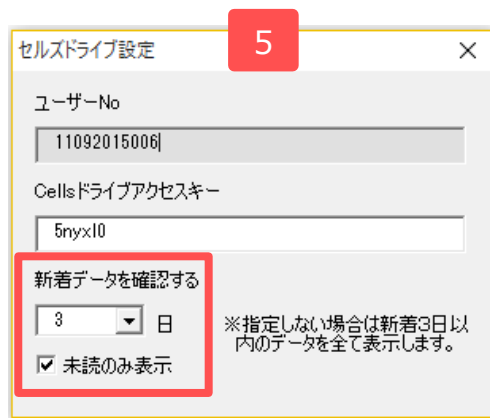 5
セルズドライブ設定
ユーザーNo
11092015006
Cellsドライブアクセスキー
5nyxl0
新着データを確認する
3 日
※指定しない場合は新着3日以
内のデータを全て表示します。
未読のみ表示